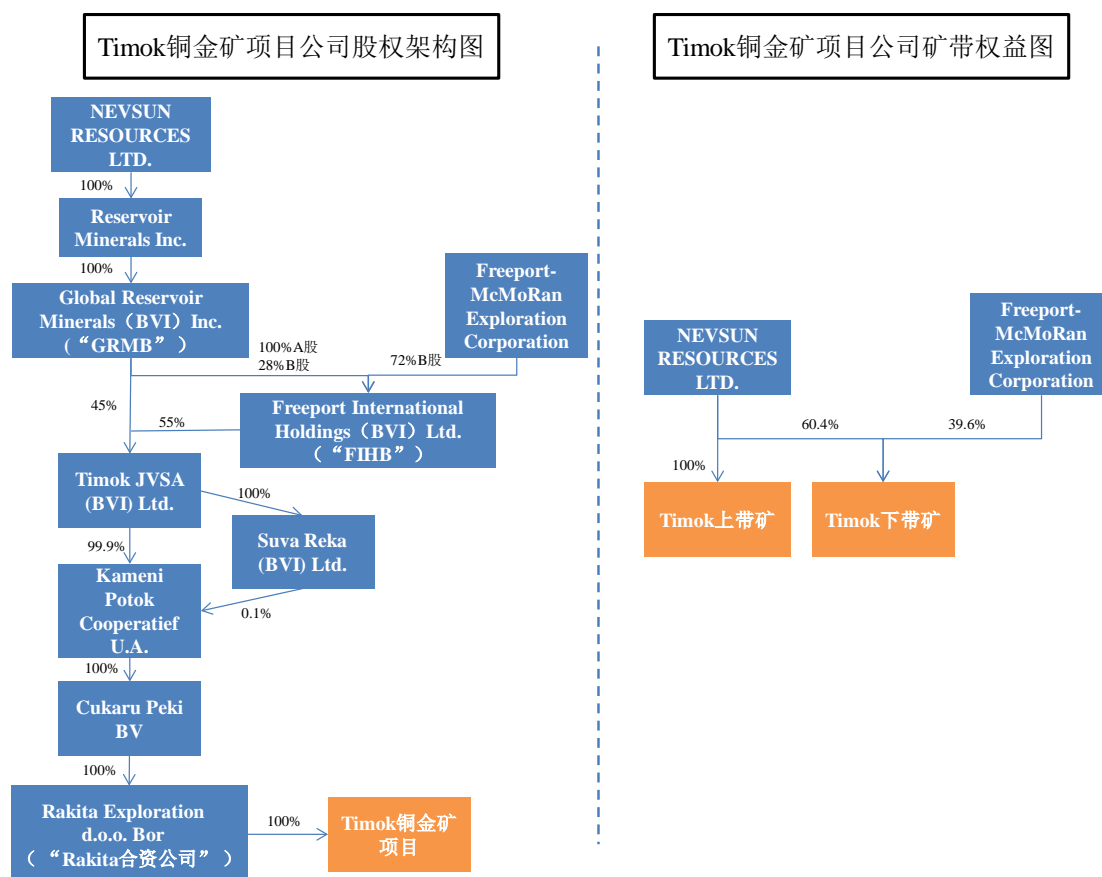 Timok铜金矿项目公司股权架构图
Timok铜金矿项目公司矿带权益图
NEVSUN
RESOURCES
LTD.
100%
Reservoir
Minerals Inc.
100%
Global Reservoir
Minerals（BVI）Inc.
(“GRMB”)
Freeport-
McMoRan
Exploration
Corporation
100%A股
28%B股
72%B股
45%
55%
Freeport International
Holdings（BVI）Ltd.
（“FIHB”）
Timok JVSA
(BVI) Ltd.
100%
Suva Reka
(BVI) Ltd.
99.9%
0.1%
Kameni
Potok
Cooperatief
U.A.
100%
Cukaru Peki
BV
100%
Rakita Exploration
d.o.o. Bor
（ “Rakita合资公司” ）
100%
Timok铜金矿
项目
NEVSUN
RESOURCES
LTD.
Freeport-
McMoRan
Exploration
Corporation
60.4%
39.6%
100%
Timok上带矿
Timok下带矿